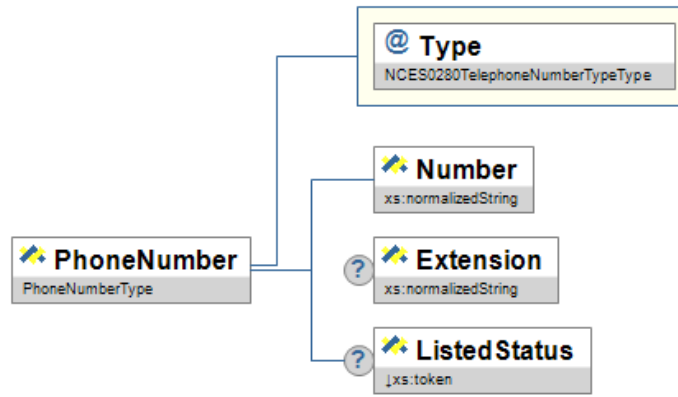 @ Type
NCES0280TelephoneNumberTypeType
Number
xs:normalizedString
PhoneNumber
PhoneNumberType
? Extension
xs:normalizedString
? ListedStatus
↓xs:token